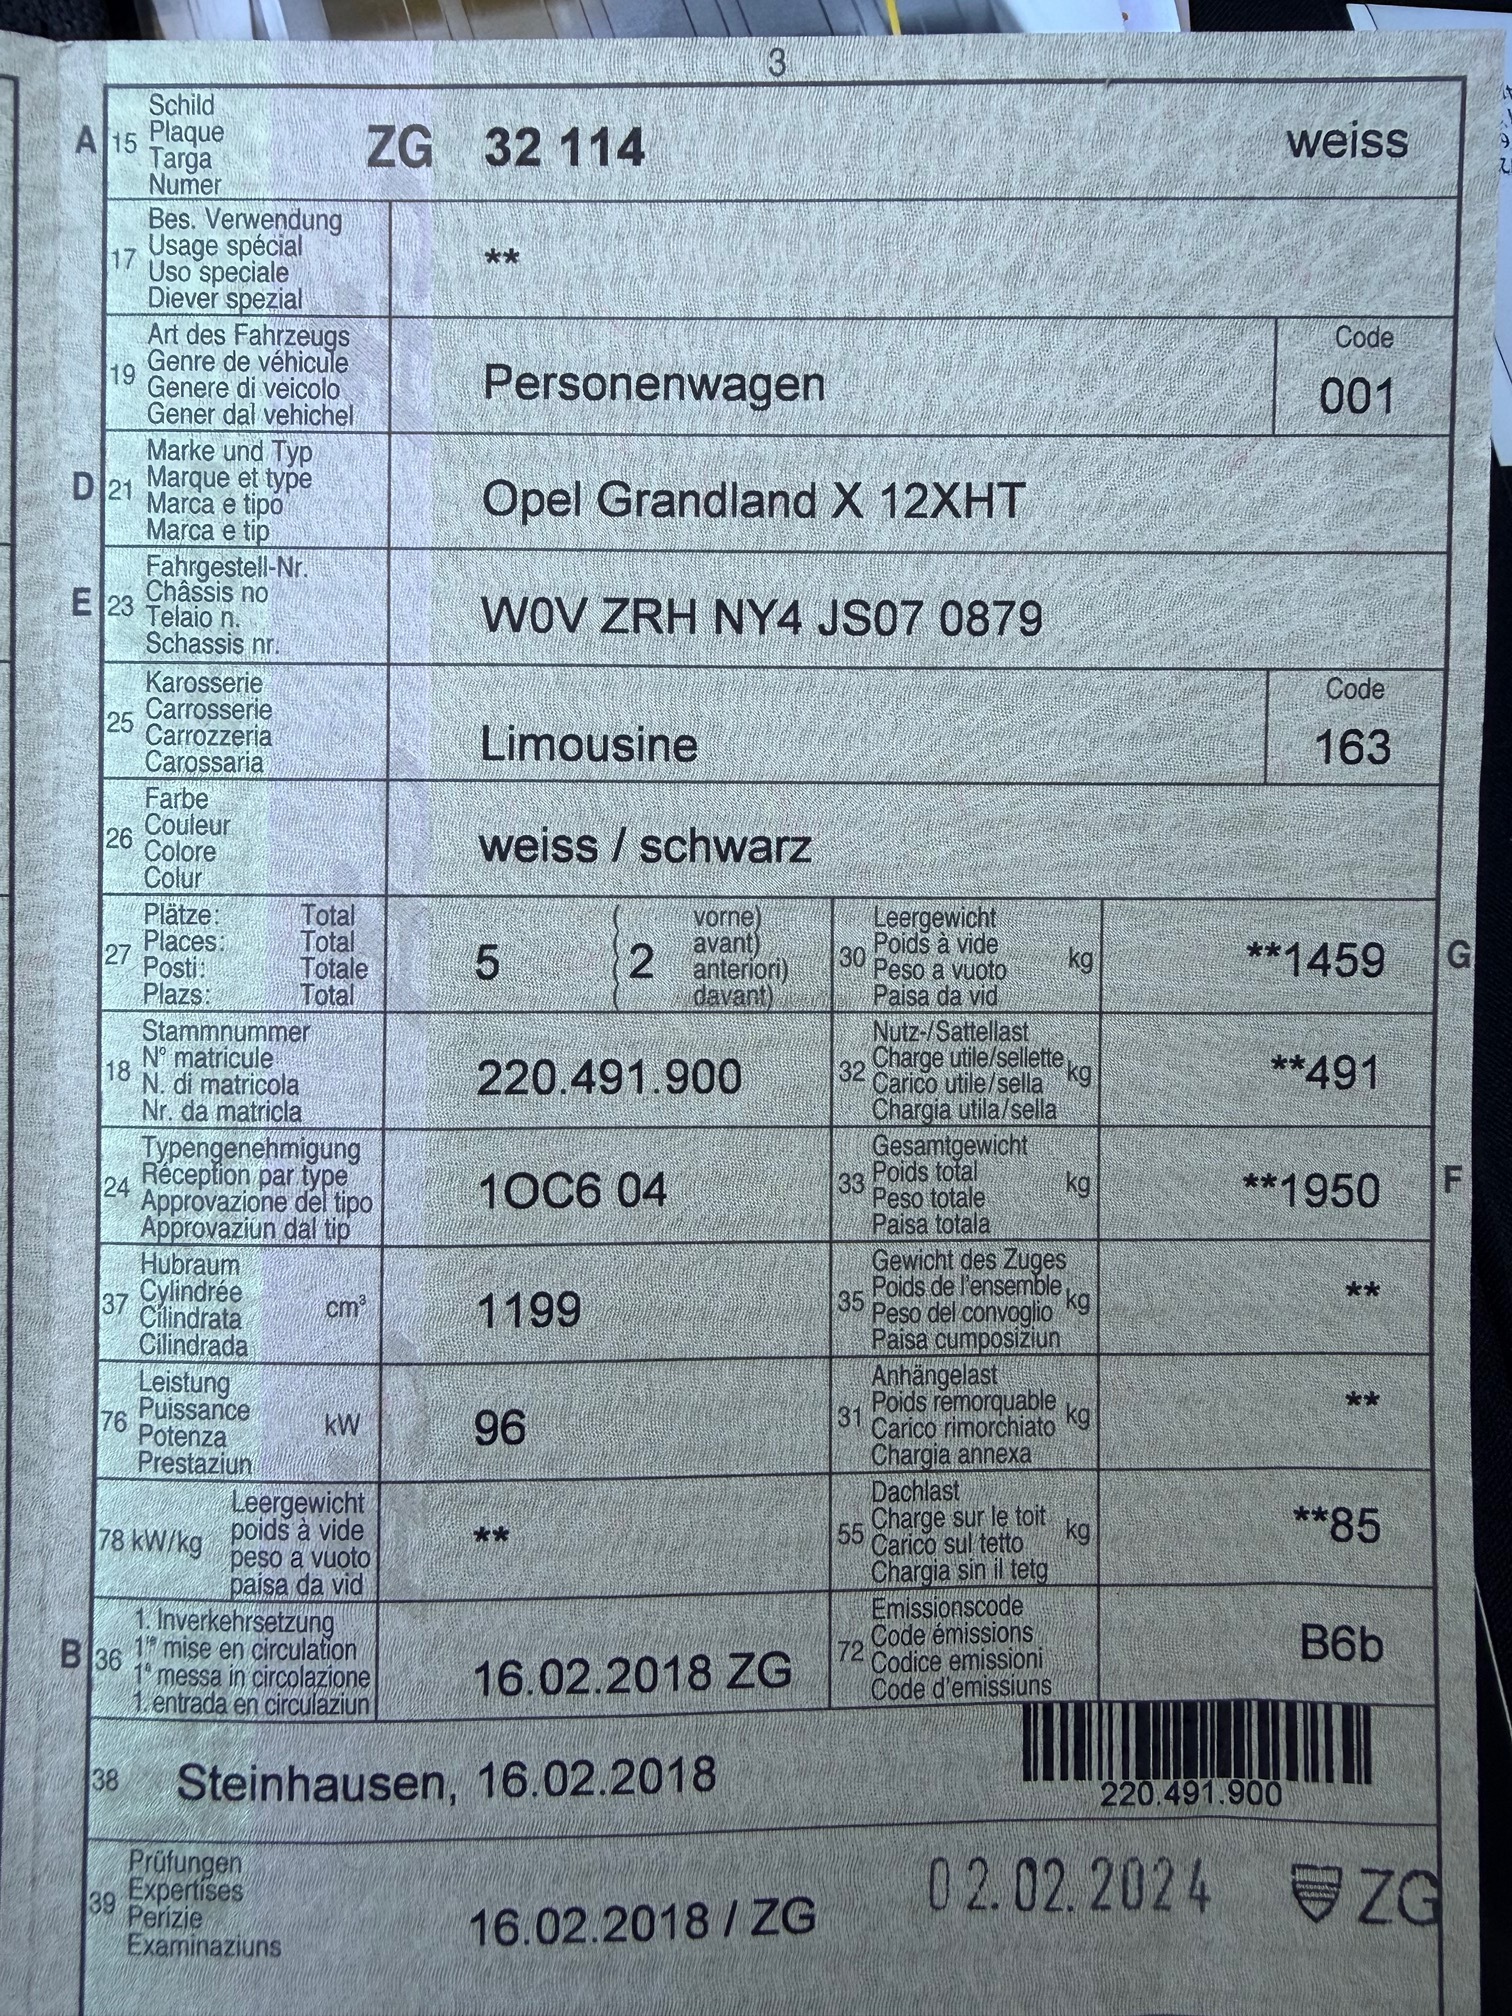 3
A 15 Schild
Plaque
Targa
Numer
ZG 32 114 weiss
17 Bes. Verwendung
Usage spécial
Uso speciale
Diever spezial
**
19 Art des Fahrzeugs
Genre de véhicule
Genere di veicolo
Gener dal vehichel
Personenwagen
Code
001
D 21 Marke und Typ
Marque et type
Marca e tipo
Marca e tip
Opel Grandland X 12XHT
E 23 Fahrgestell-Nr.
Châssis no
Telaio n.
Schassis nr.
W0V ZRH NY4 JS07 0879
25 Karosserie
Carrosserie
Carrozzeria
Carossaria
Limousine
Code
163
26 Farbe
Couleur
Colore
Colur
weiss / schwarz
27 Plätze: Total
Places: Total
Posti: Totale
Plazs: Total
5 ( 2 vorne)
( avant)
( anteriori)
( davant)
30 Leergewicht
Poids à vide
Peso a vuoto
Paisa da vid
kg **1459 G
18 Stammnummer
N° matricule
N. di matricola
Nr. da matricla
220.491.900
32 Nutz-/Sattellast
Charge utile/sellette
Carico utile/sella
Chargia utila/sella
kg **491
24 Typengenehmigung
Réception par type
Approvazione del tipo
Approvaziun dal tip
1OC6 04
33 Gesamtgewicht
Poids total
Peso totale
Paisa totala
kg **1950 F
37 Hubraum
Cylindrée
Cilindrata
Cilindrada
cm³ 1199
35 Gewicht des Zuges
Poids de l'ensemble
Peso del convoglio
Paisa cumposiziun
kg **
76 Leistung
Puissance
Potenza
Prestaziun
kW 96
31 Anhängelast
Poids remorquable
Carico rimorchiato
Chargia annexa
kg **
78 kW/kg Leergewicht
poids à vide
peso a vuoto
paisa da vid
**
55 Dachlast
Charge sur le toit
Carico sul tetto
Chargia sin il tetg
kg **85
B 36 1. Inverkehrsetzung
1re mise en circulation
1a messa in circolazione
1. entrada en circulaziun
16.02.2018 ZG
72 Emissionscode
Code émissions
Codice emissioni
Code d'emissiuns
B6b
38 Steinhausen, 16.02.2018
220.491.900
39 Prüfungen
Expertises
Perizie
Examinaziuns
16.02.2018 / ZG
02.02.2024 ZG